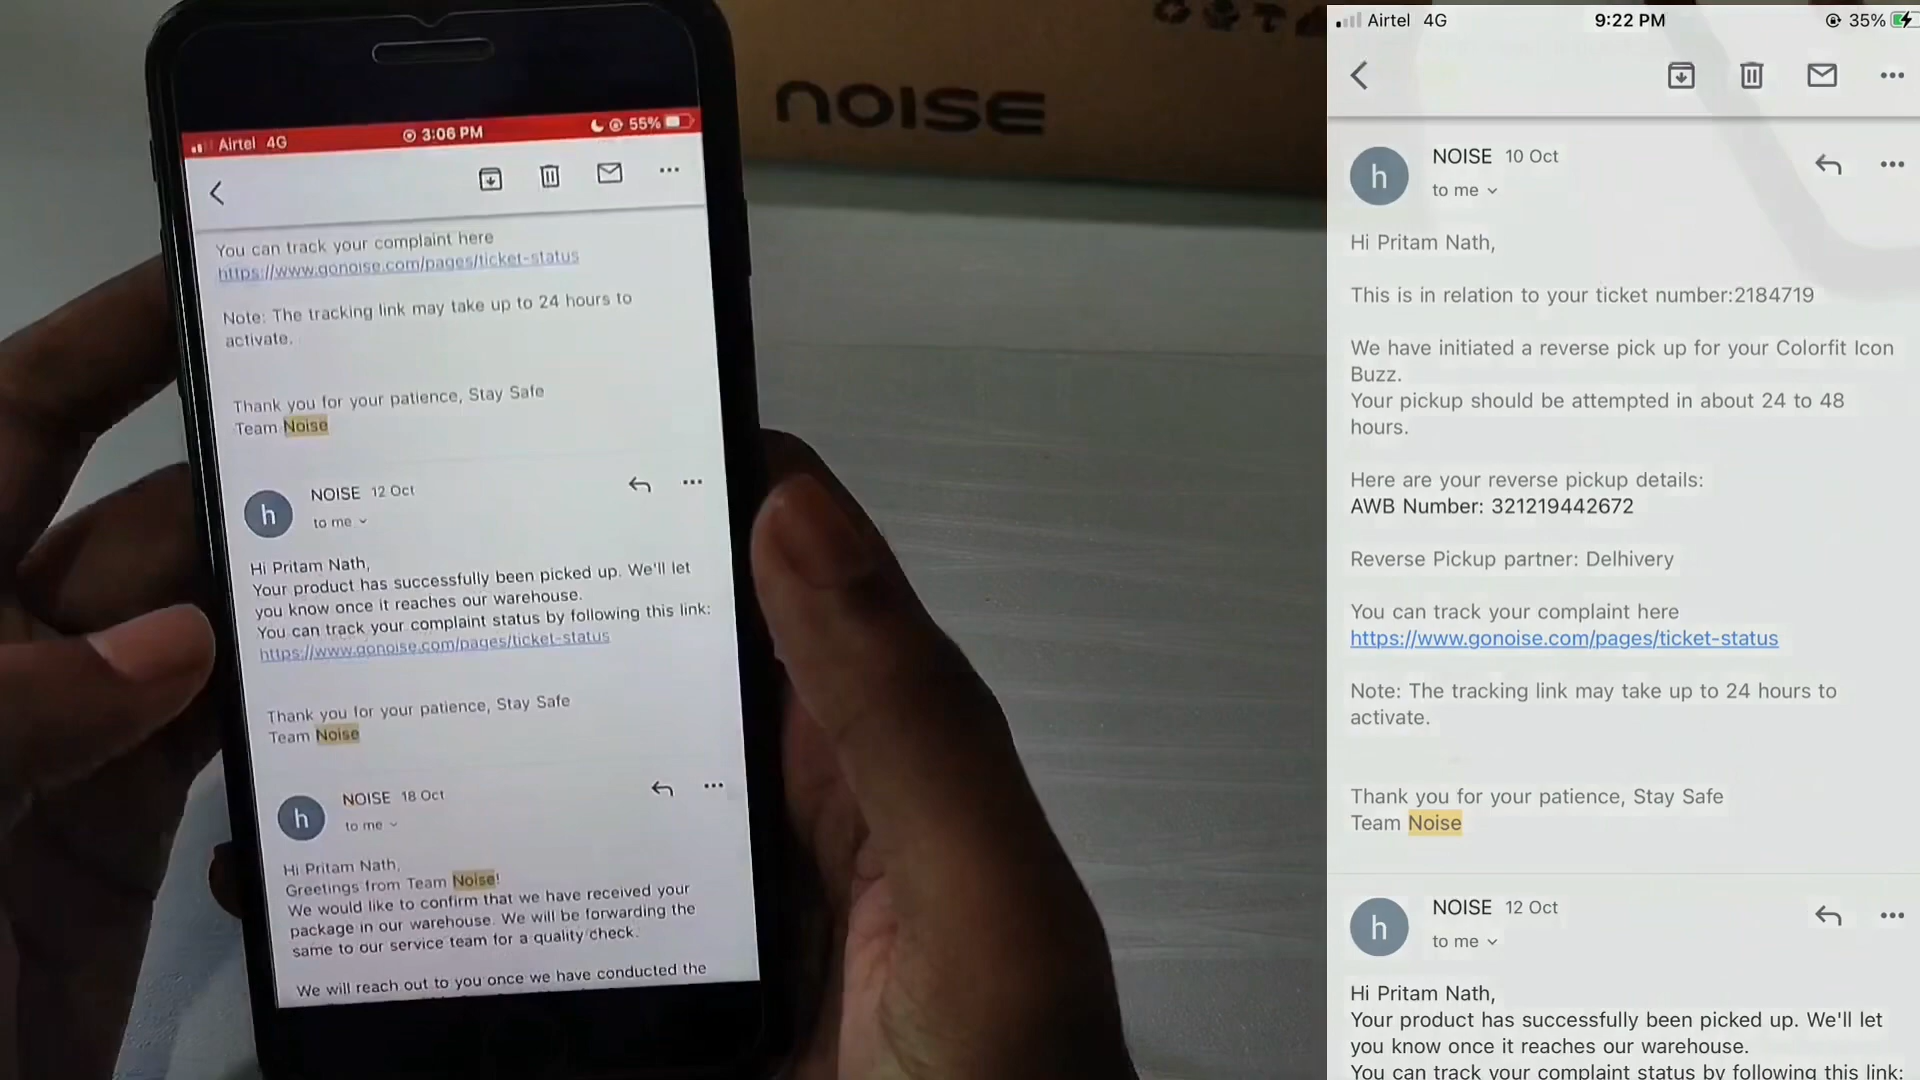 NOISE
Airtel 4G
3:06 PM
55%
You can track your complaint here
https://www.gonoise.com/pages/ticket-status
Note: The tracking link may take up to 24 hours to
activate.
Thank you for your patience, Stay Safe
Team Noise
h
NOISE 12 Oct
to me
Hi Pritam Nath,
Your product has successfully been picked up. We'll let
you know once it reaches our warehouse.
You can track your complaint status by following this link:
https://www.gonoise.com/pages/ticket-status
Thank you for your patience, Stay Safe
Team Noise
h
NOISE 18 Oct
to me
Hi Pritam Nath,
Greetings from Team Noise!
We would like to confirm that we have received your
package in our warehouse. We will be forwarding the
same to our service team for a quality check.
We will reach out to you once we have conducted the
Airtel 4G
9:22 PM
35%
h
NOISE 10 Oct
to me
Hi Pritam Nath,
This is in relation to your ticket number:2184719
We have initiated a reverse pick up for your Colorfit Icon
Buzz.
Your pickup should be attempted in about 24 to 48
hours.
Here are your reverse pickup details:
AWB Number: 321219442672
Reverse Pickup partner: Delhivery
You can track your complaint here
https://www.gonoise.com/pages/ticket-status
Note: The tracking link may take up to 24 hours to
activate.
Thank you for your patience, Stay Safe
Team Noise
h
NOISE 12 Oct
to me
Hi Pritam Nath,
Your product has successfully been picked up. We'll let
you know once it reaches our warehouse.
You can track your complaint status by following this link: